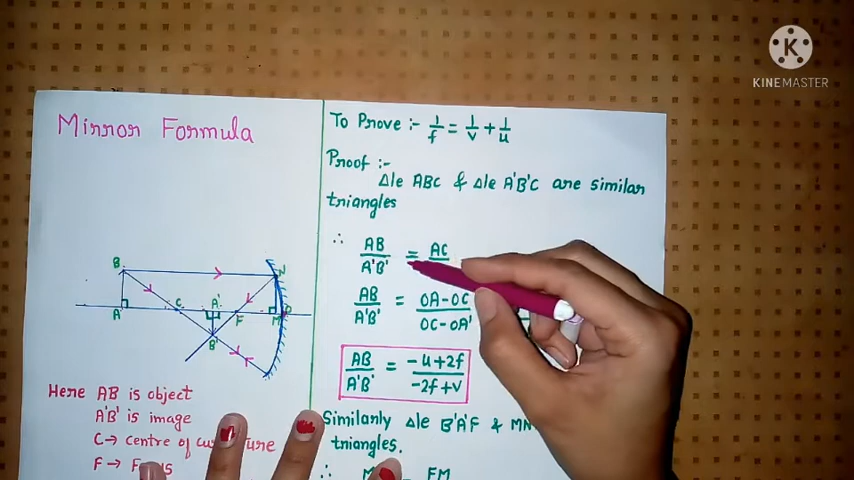 K
KINEMASTER
Mirror Formula
B
N
A
C
A'
F
M
B'
Here AB is object
A'B' is image
C→ centre of
F→
To Prove :- 1/f = 1/v + 1/u
Proof :-
Δle ABC & Δle A'B'C are similar
triangles
∴ AB/A'B' = AC
AB/A'B' = OA-OC/OC-OA'
AB/A'B' = -u+2f/-2f+v
Similarly Δle B'A'F &
triangles.
∴ FM